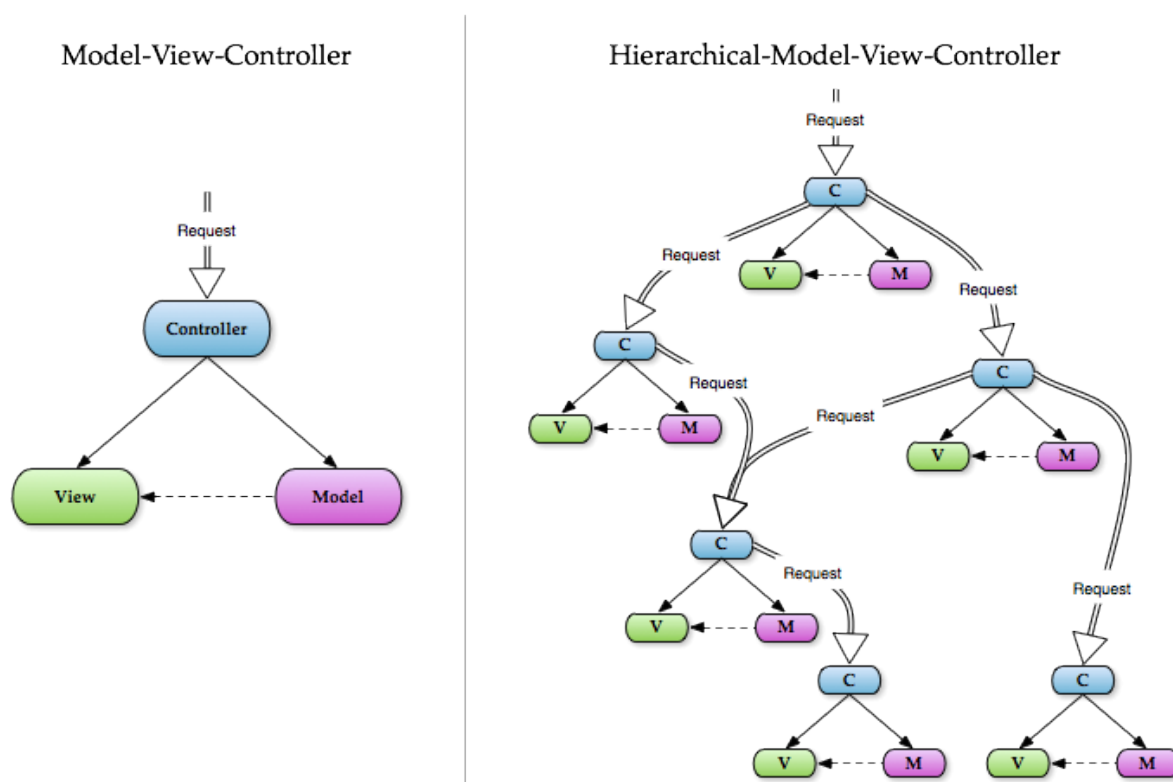 Model-View-Controller
Request
Controller
View
Model
Hierarchical-Model-View-Controller
Request
C
V
M
Request
Request
C
V
M
Request
C
V
M
Request
C
V
M
Request
C
V
M
Request
C
V
M